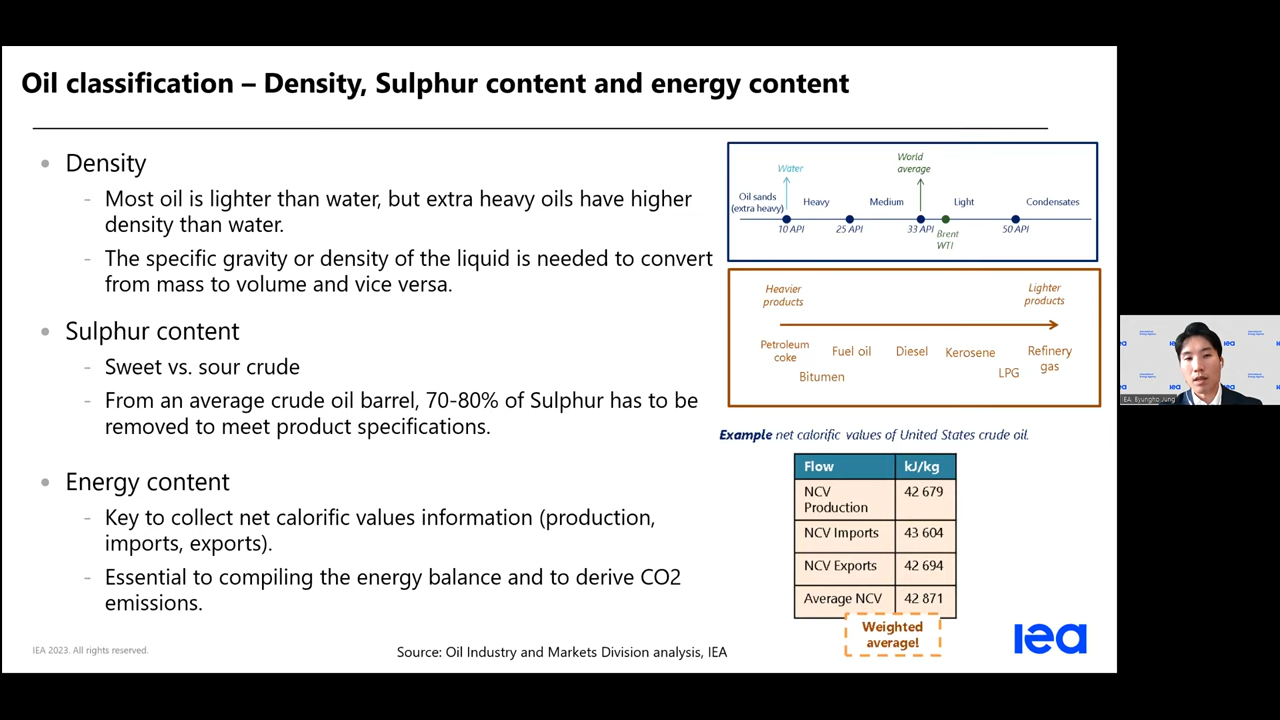 Oil classification – Density, Sulphur content and energy content
• Density
- Most oil is lighter than water, but extra heavy oils have higher
density than water.
- The specific gravity or density of the liquid is needed to convert
from mass to volume and vice versa.
• Sulphur content
- Sweet vs. sour crude
- From an average crude oil barrel, 70-80% of Sulphur has to be
removed to meet product specifications.
• Energy content
- Key to collect net calorific values information (production,
imports, exports).
- Essential to compiling the energy balance and to derive CO2
emissions.
Water
World
average
Oil sands
(extra heavy)
Heavy
Medium
Light
Condensates
10 API
25 API
33 API
Brent
WTI
50 API
Heavier
products
Lighter
products
Petroleum
coke
Bitumen
Fuel oil
Diesel
Kerosene
LPG
Refinery
gas
Example net calorific values of United States crude oil.
Flow kJ/kg
NCV
Production 42 679
NCV Imports 43 604
NCV Exports 42 694
Average NCV 42 871
Weighted
average!
IEA 2023. All rights reserved.
Source: Oil Industry and Markets Division analysis, IEA
iea
IEA. Byungho Jung